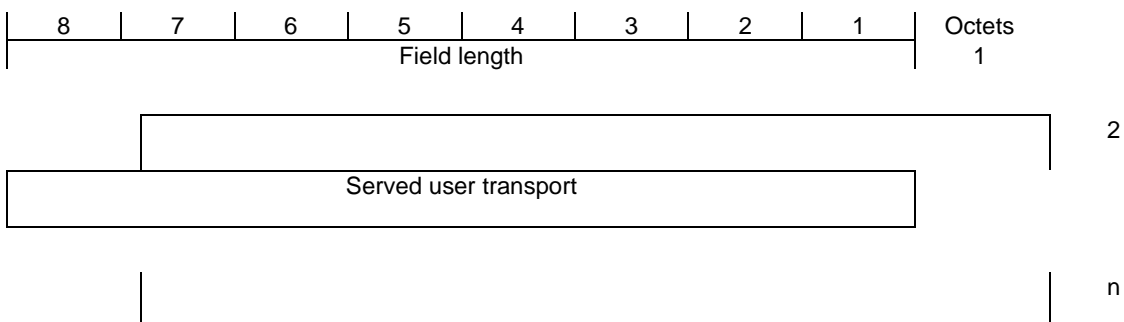 8 7 6 5 4 3 2 1 Octets
Field length 1
2
Served user transport
n